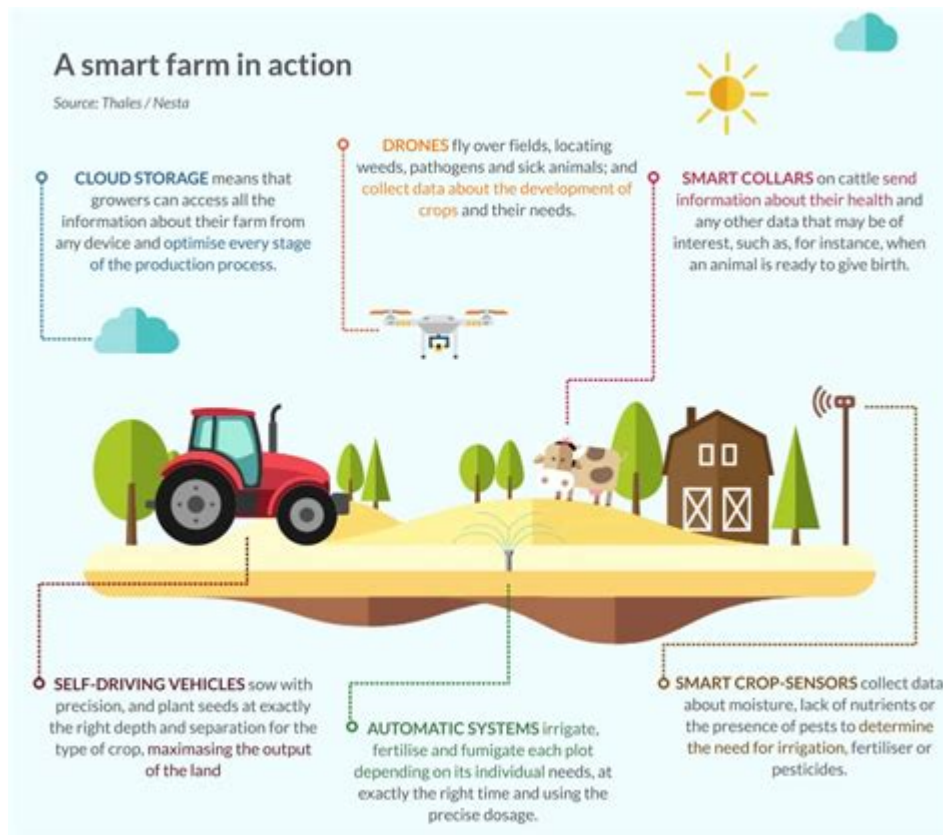 A smart farm in action
Source: Thales / Nesta
DRONES fly over fields, locating
weeds, pathogens and sick animals; and
collect data about the development of
crops and their needs.
CLOUD STORAGE means that
growers can access all the
information about their farm from
any device and optimise every stage
of the production process.
SMART COLLARS on cattle send
information about their health and
any other data that may be of
interest, such as, for instance, when
an animal is ready to give birth.
SELF-DRIVING VEHICLES sow with
precision, and plant seeds at exactly
the right depth and separation for the
type of crop, maximasing the output
of the land
AUTOMATIC SYSTEMS irrigate,
fertilise and fumigate each plot
depending on its individual needs, at
exactly the right time and using the
precise dosage.
SMART CROP-SENSORS collect data
about moisture, lack of nutrients or
the presence of pests to determine
the need for irrigation, fertiliser or
pesticides.